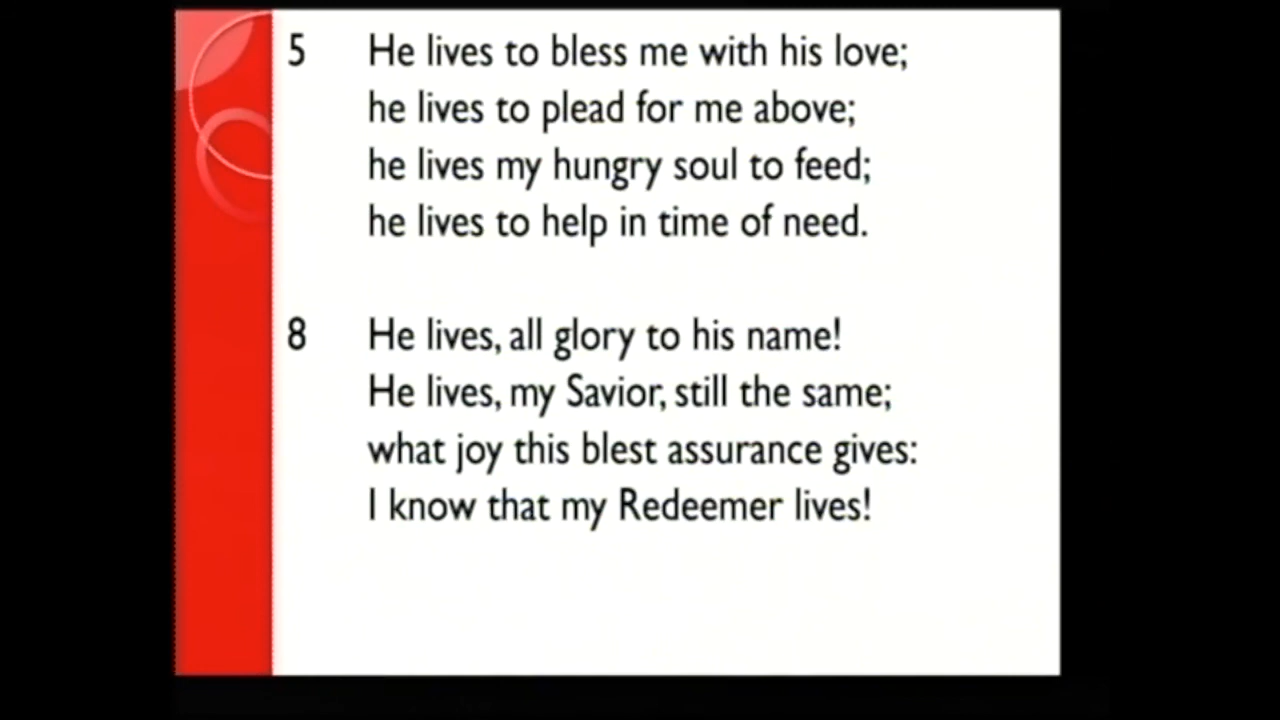 5 He lives to bless me with his love;
he lives to plead for me above;
he lives my hungry soul to feed;
he lives to help in time of need.
8 He lives, all glory to his name!
He lives, my Savior, still the same;
what joy this blest assurance gives:
I know that my Redeemer lives!